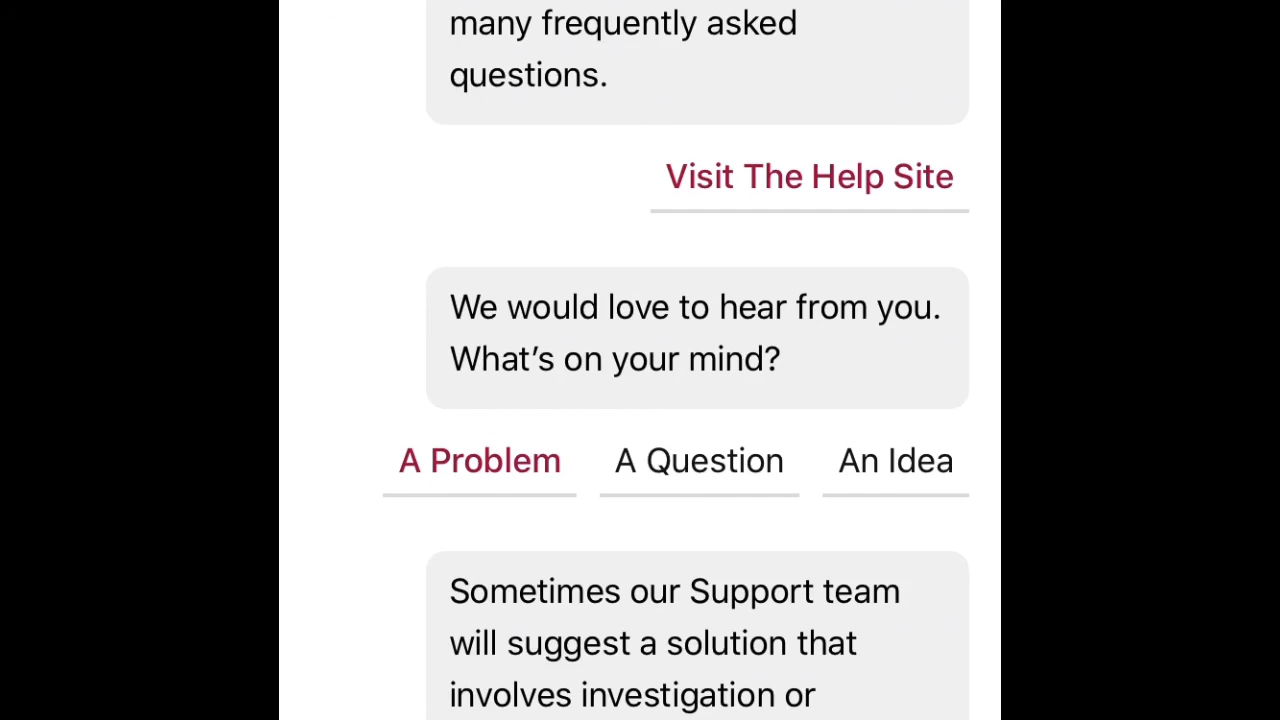 many frequently asked
questions.
Visit The Help Site
We would love to hear from you.
What’s on your mind?
A Problem A Question An Idea
Sometimes our Support team
will suggest a solution that
involves investigation or